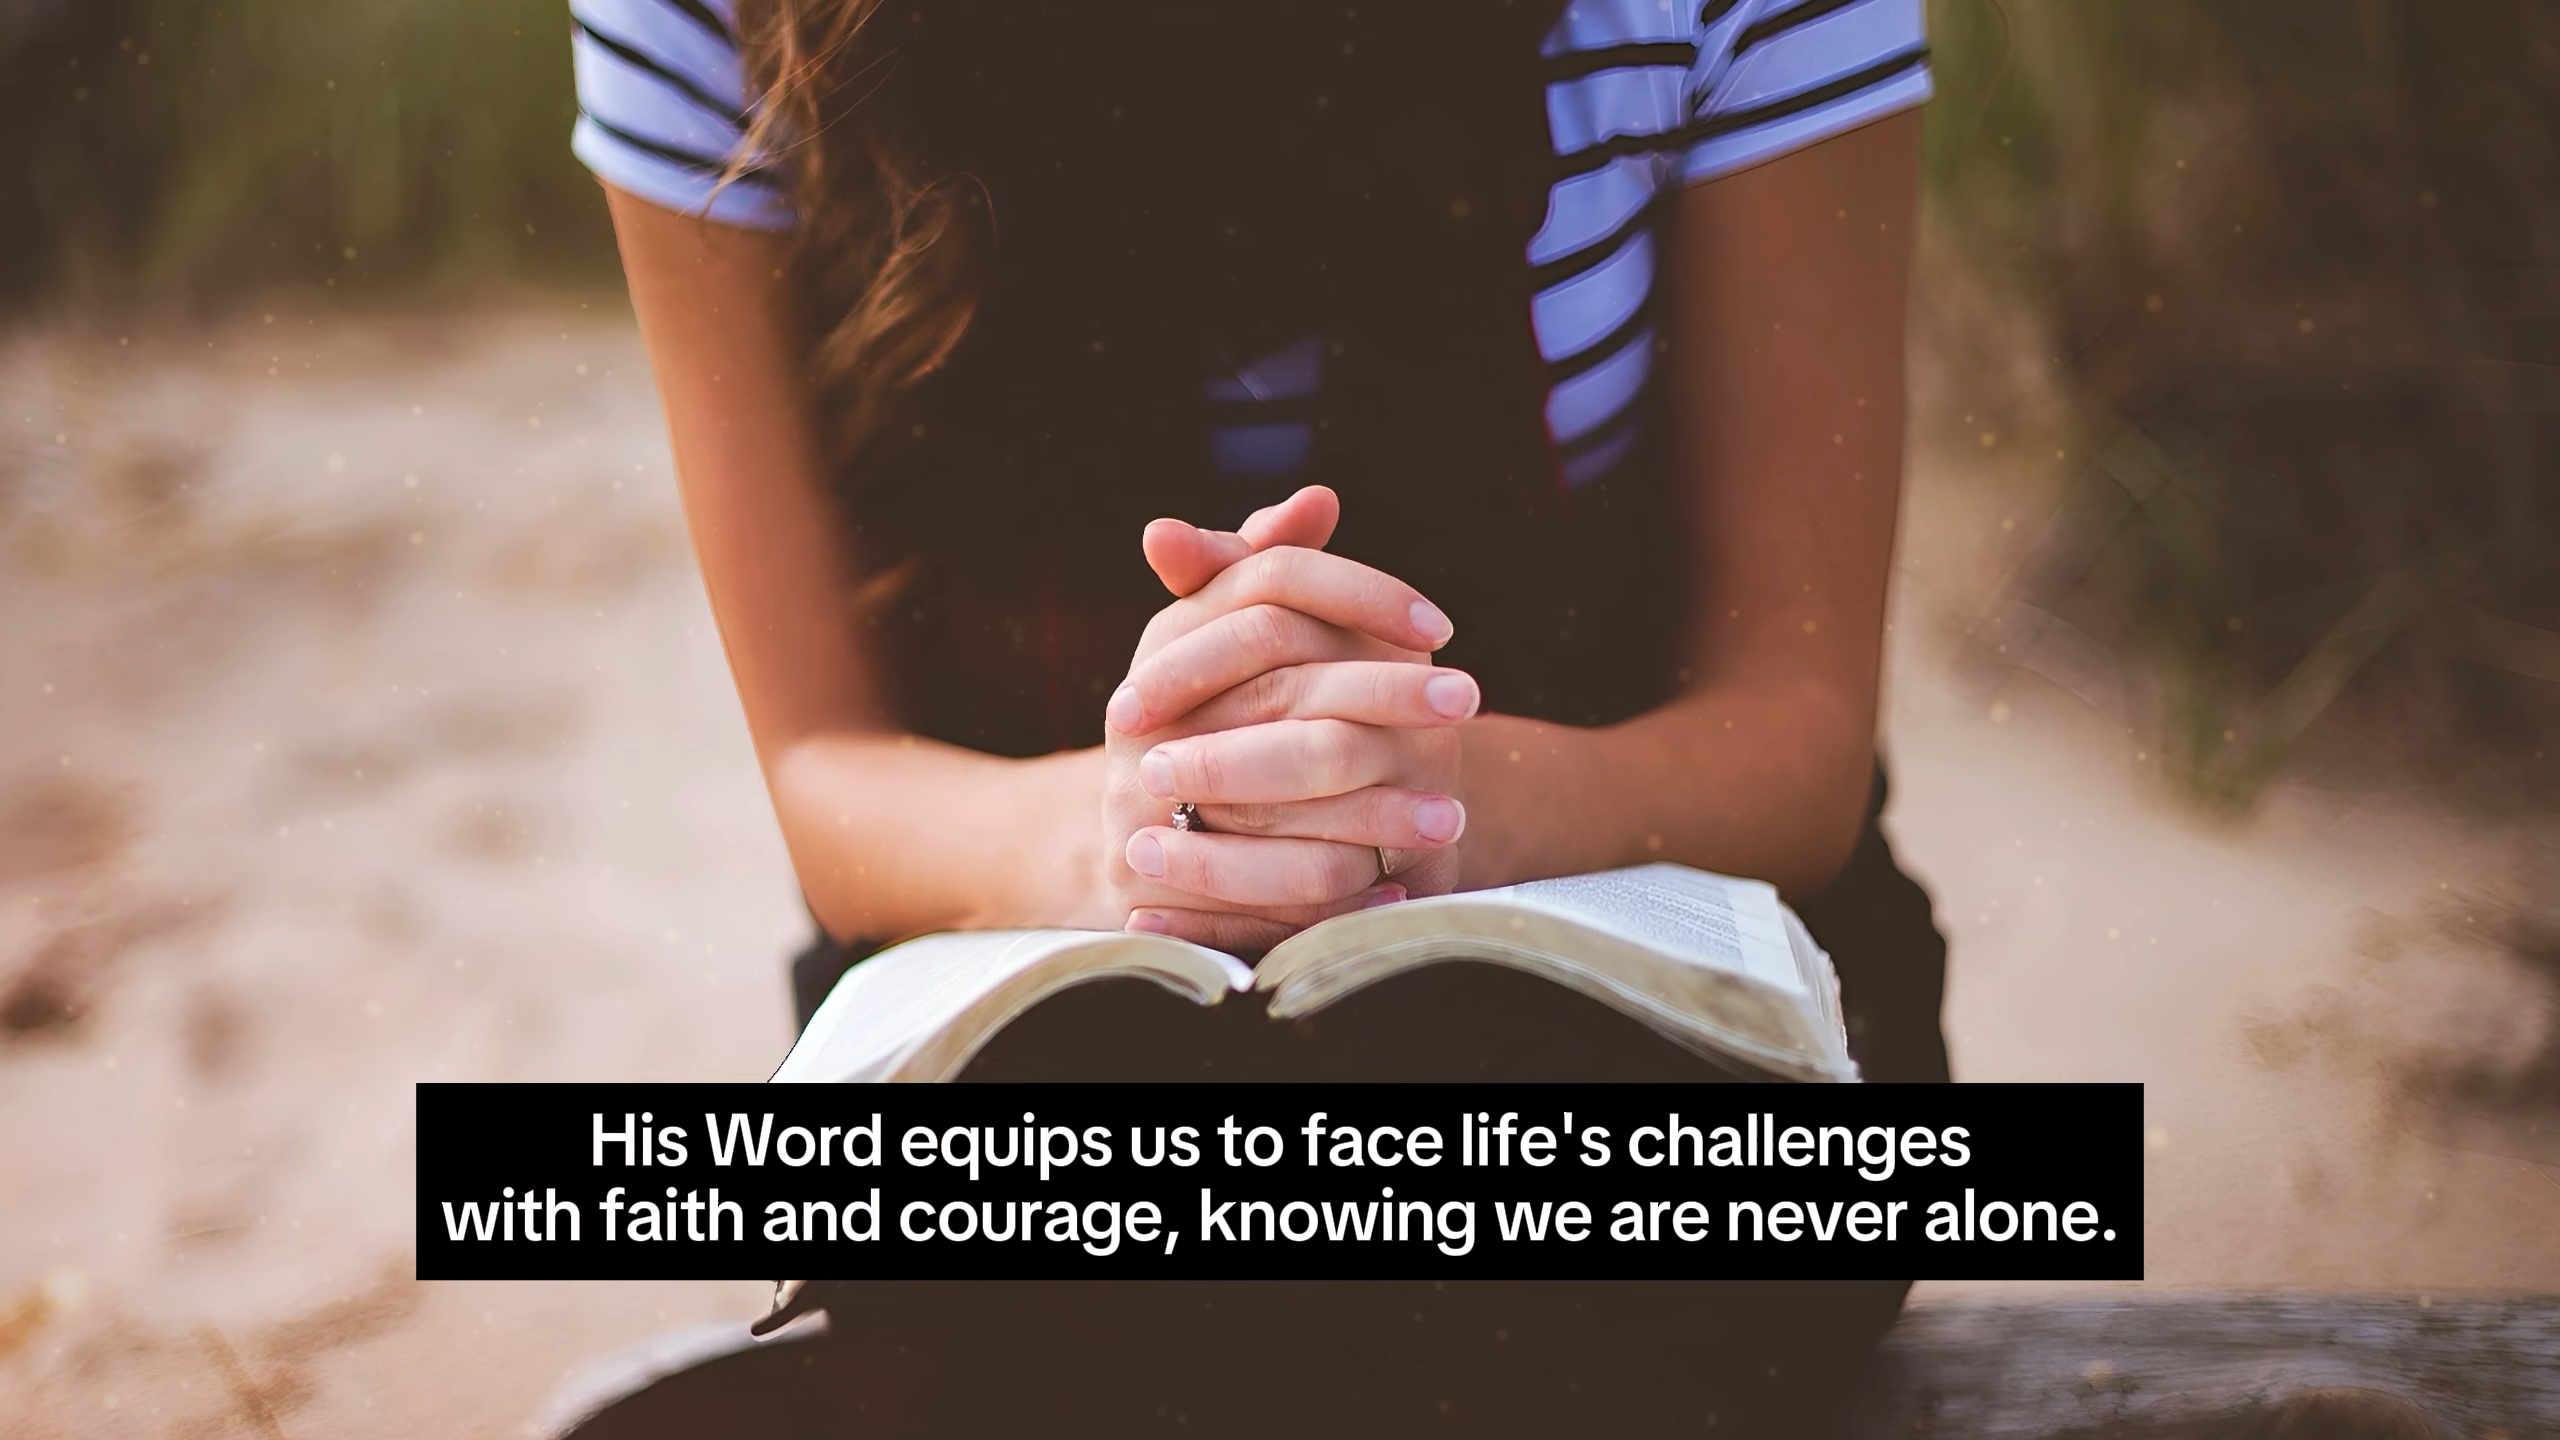 His Word equips us to face life's challenges
with faith and courage, knowing we are never alone.